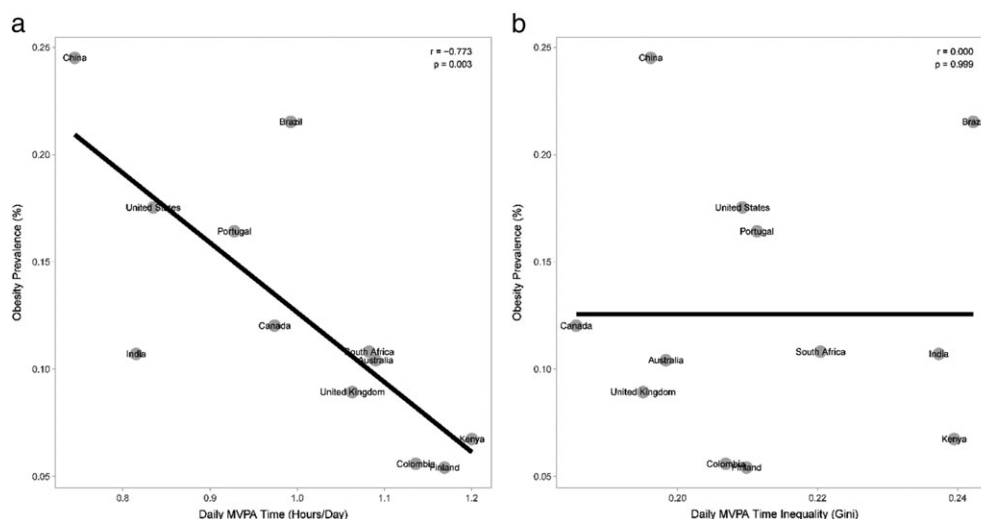 a
r = −0.773
p = 0.003
0.25
0.20
0.15
0.10
0.05
Obesity Prevalence (%)
China
Brazil
United States
Portugal
Canada
India
South Africa
Australia
United Kingdom
Kenya
Colombia
Finland
0.8 0.9 1.0 1.1 1.2
Daily MVPA Time (Hours/Day)
b
r = 0.000
p = 0.999
0.25
0.20
0.15
0.10
0.05
Obesity Prevalence (%)
China
Braz
United States
Portugal
Canada
Australia
South Africa
India
United Kingdom
Kenya
Colombia
Finland
0.20 0.22 0.24
Daily MVPA Time Inequality (Gini)